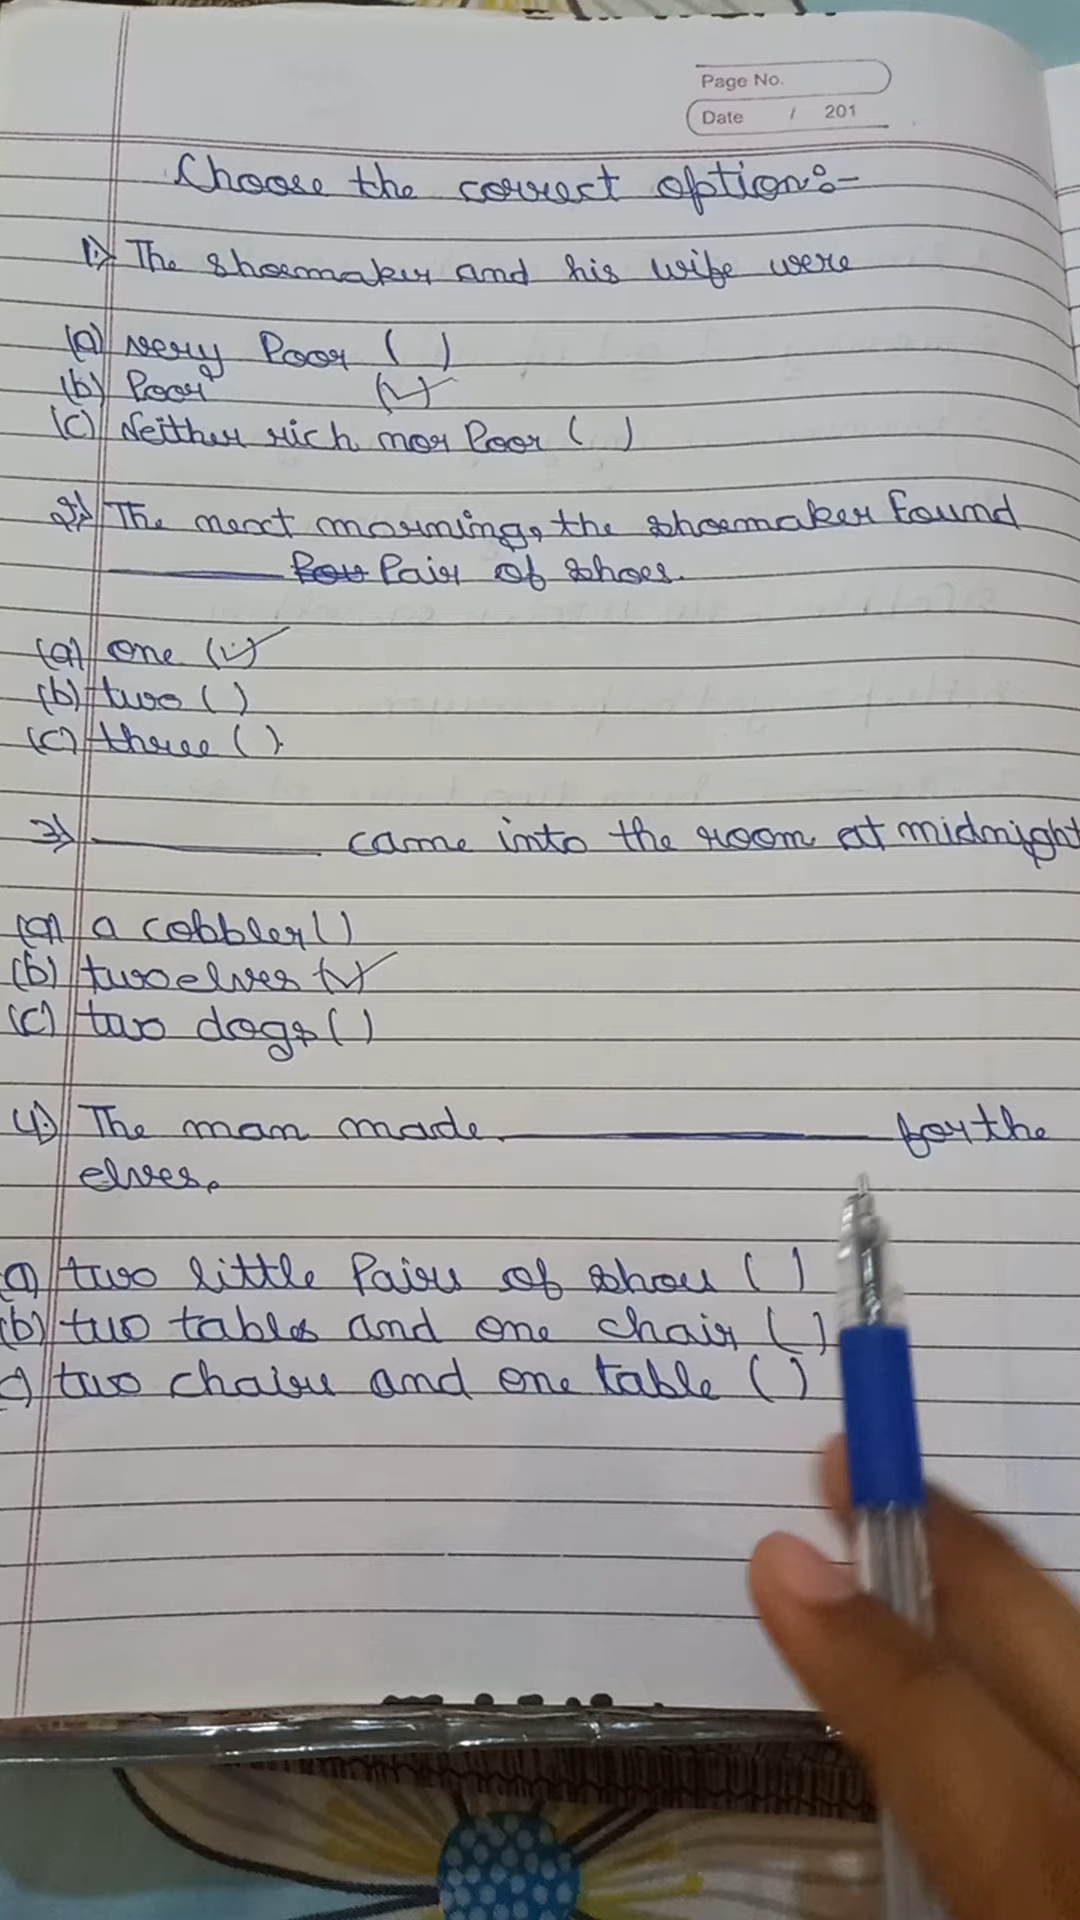 Page No.
Date / 201
Choose the correct option:-
1) The shoemaker and his wife were
(a) very Poor ( )
(b) Poor (✓)
(c) Neither rich nor Poor ( )
2) The next morning, the shoemaker found
______ Pair of shoes.
(a) one (✓)
(b) two ( )
(c) three ( )
3) ______ came into the room at midnight
(a) a cobbler ( )
(b) two elves (✓)
(c) two dogs ( )
4) The man made ______ for the
elves.
a) two little Pairs of shoes ( )
(b) two tables and one chair ( )
c) two chairs and one table ( )